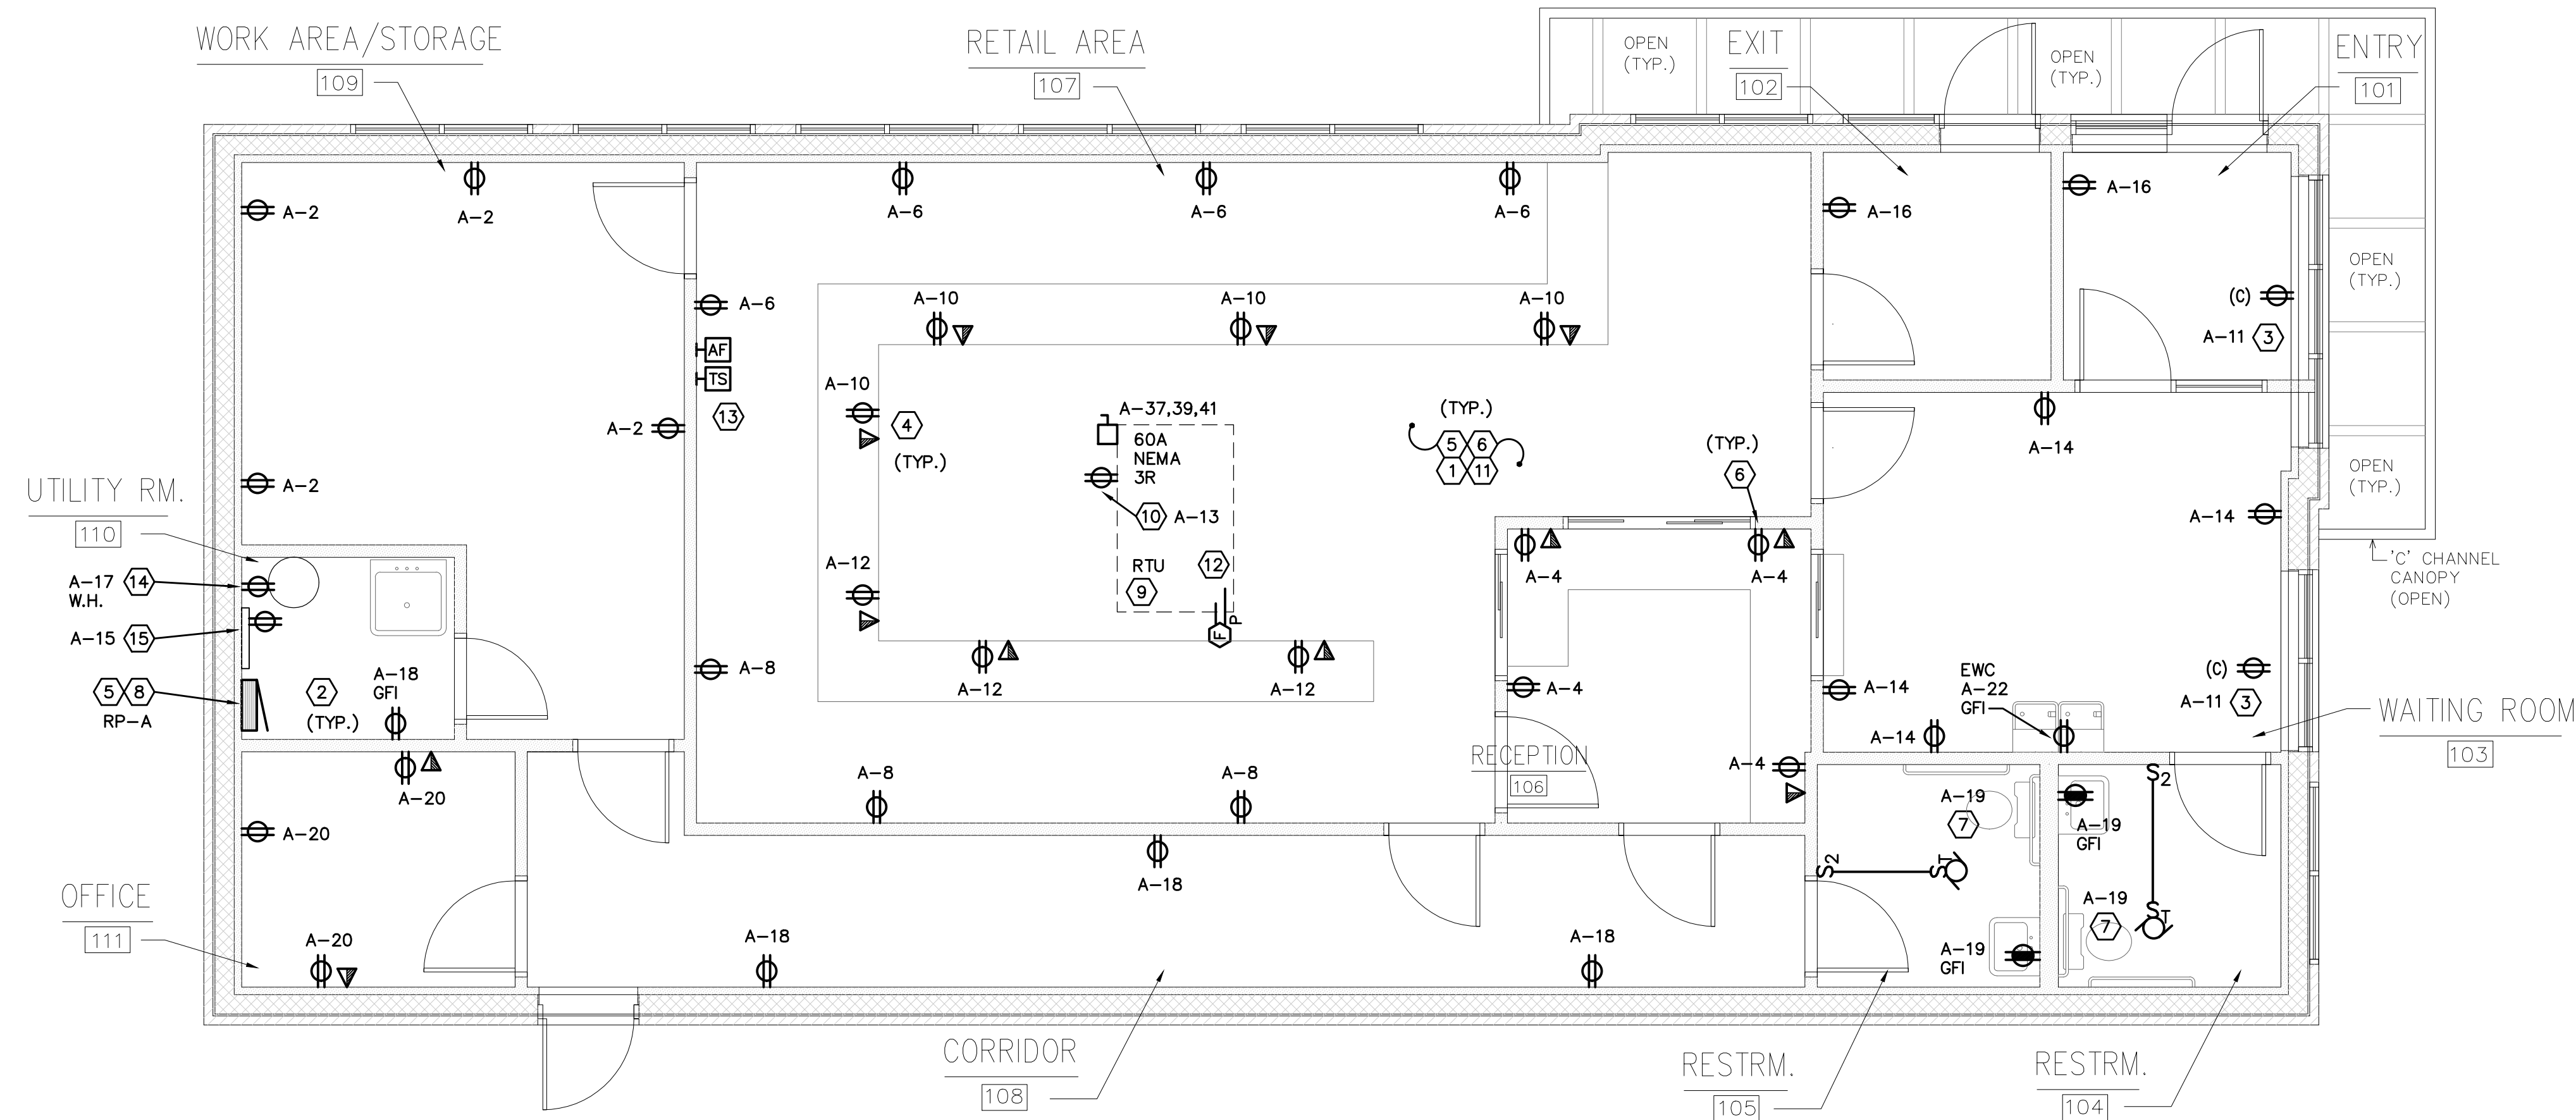 WORK AREA/STORAGE
109
RETAIL AREA
107
OPEN
(TYP.)
EXIT
102
OPEN
(TYP.)
ENTRY
101
A-2
A-2
A-6
A-6
A-6
A-16
A-16
OPEN
(TYP.)
A-6
AF
TS
13
A-2
A-2
A-10
A-10
A-10
A-10
4
(TYP.)
A-37,39,41
60A
NEMA
3R
10
A-13
RTU
9
12
F
P
(TYP.)
5
6
1
11
(TYP.)
6
(C)
A-11
3
A-14
A-14
OPEN
(TYP.)
'C' CHANNEL
CANOPY
(OPEN)
UTILITY RM.
110
A-17
14
W.H.
A-15
15
5
8
RP-A
2
(TYP.)
A-18
GFI
A-12
A-8
A-12
A-12
A-4
A-4
A-4
A-14
EWC
A-22
GFI
A-14
(C)
A-11
3
WAITING ROOM
103
RECEPTION
106
A-4
A-20
A-20
A-8
A-8
A-18
A-19
7
S2
ST
A-19
GFI
S2
A-19
GFI
A-19
7
ST
OFFICE
111
A-20
A-18
A-18
CORRIDOR
108
RESTRM.
105
RESTRM.
104